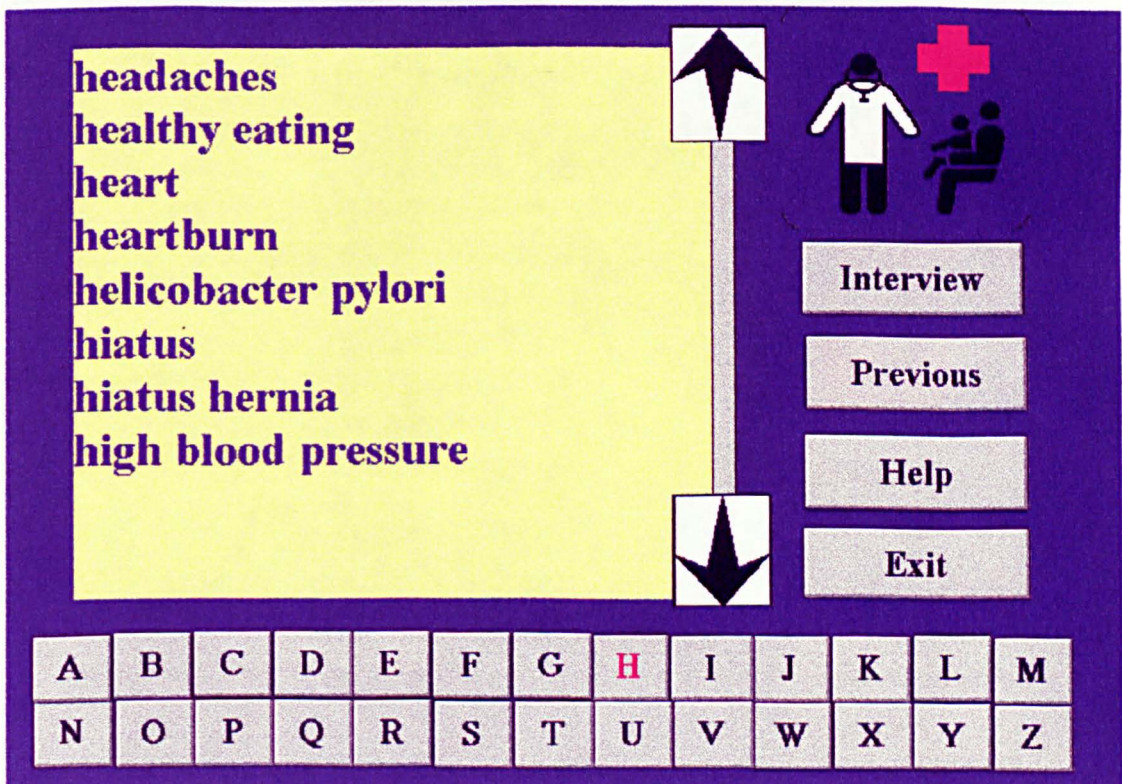 headaches
healthy eating
heart
heartburn
helicobacter pylori
hiatus
hiatus hernia
high blood pressure
Interview
Previous
Help
Exit
A B C D E F G H I J K L M
N O P Q R S T U V W X Y Z